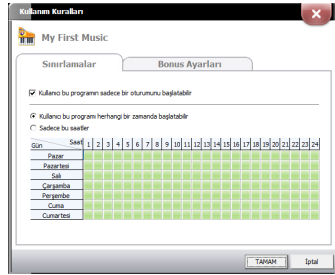 Kullanım Kuralları
My First Music
Sınırlamalar
Bonus Ayarları
Kullanıcı bu programın sadece bir oturumunu başlatabilir
Kullanıcı bu programı herhangi bir zamanda başlatabilir
Sadece bu saatler
Gün Saat 1 2 3 4 5 6 7 8 9 10 11 12 13 14 15 16 17 18 19 20 21 22 23 24
Pazar
Pazartesi
Salı
Çarşamba
Perşembe
Cuma
Cumartesi
TAMAM İptal